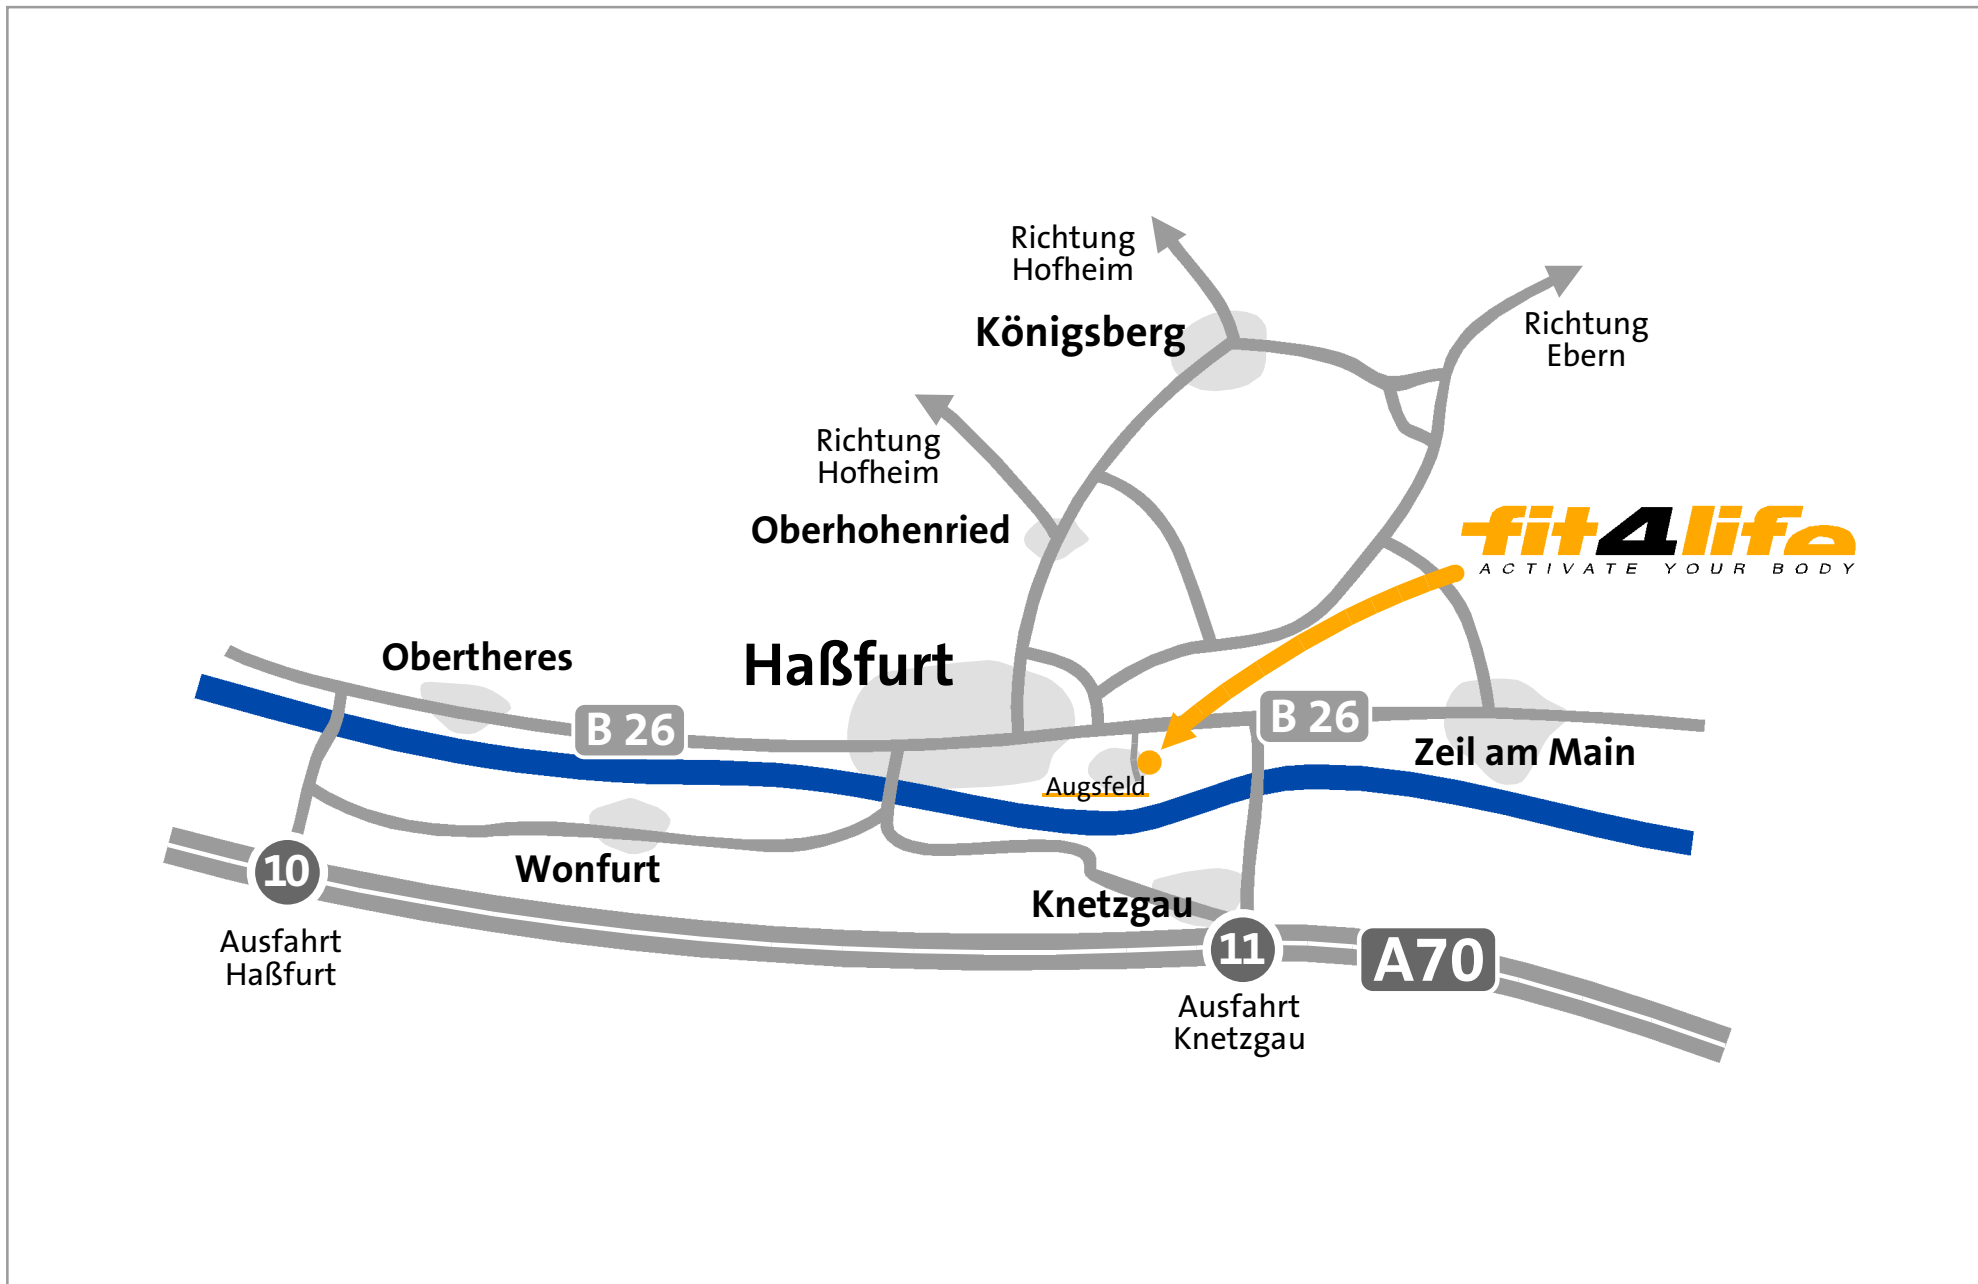 Richtung
Hofheim
Königsberg
Richtung
Ebern
Richtung
Hofheim
Oberhohenried
fit4life
ACTIVATE YOUR BODY
Obertheres
Haßfurt
B 26
B 26
Zeil am Main
Augsfeld
Wonfurt
10
Knetzgau
Ausfahrt
Haßfurt
11
A70
Ausfahrt
Knetzgau